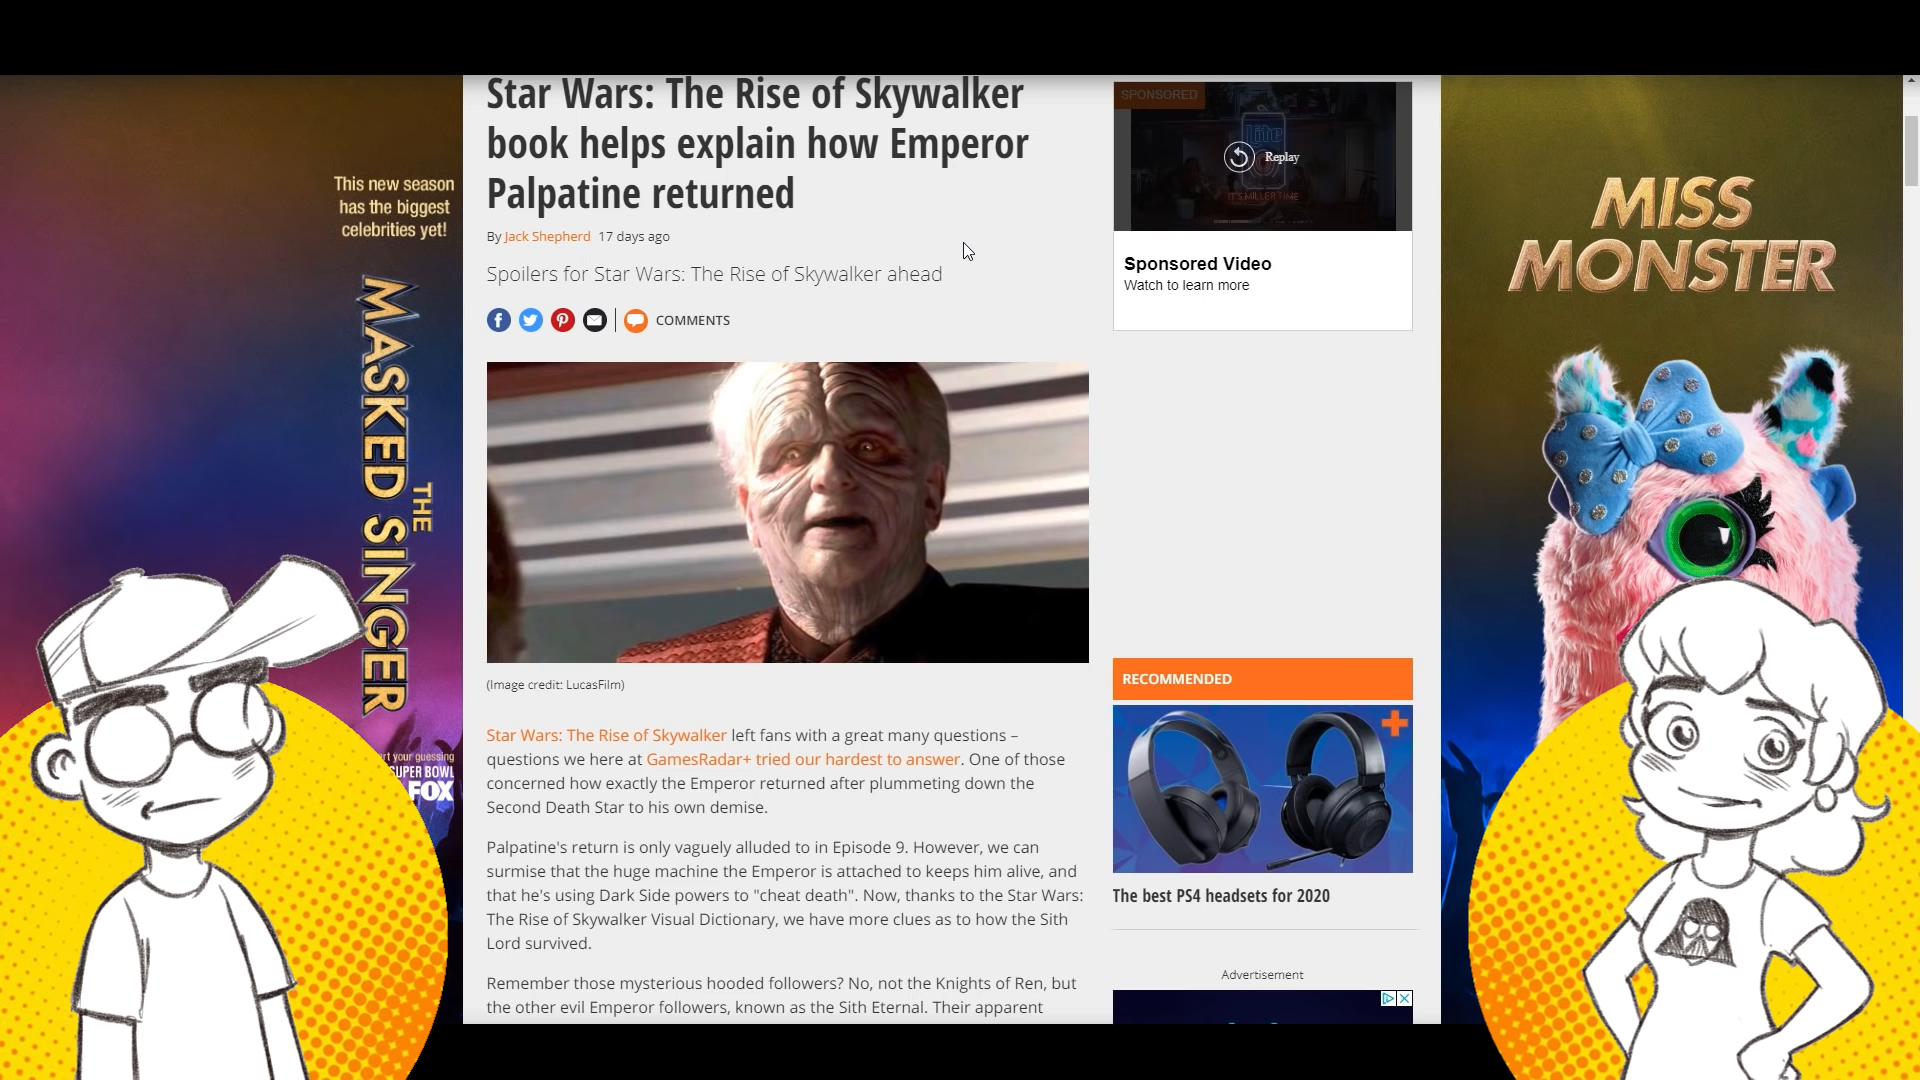 Star Wars: The Rise of Skywalker
book helps explain how Emperor
Palpatine returned
By Jack Shepherd 17 days ago
Spoilers for Star Wars: The Rise of Skywalker ahead
COMMENTS
(Image credit: LucasFilm)
Star Wars: The Rise of Skywalker left fans with a great many questions –
questions we here at GamesRadar+ tried our hardest to answer. One of those
concerned how exactly the Emperor returned after plummeting down the
Second Death Star to his own demise.
Palpatine's return is only vaguely alluded to in Episode 9. However, we can
surmise that the huge machine the Emperor is attached to keeps him alive, and
that he's using Dark Side powers to "cheat death". Now, thanks to the Star Wars:
The Rise of Skywalker Visual Dictionary, we have more clues as to how the Sith
Lord survived.
Remember those mysterious hooded followers? No, not the Knights of Ren, but
the other evil Emperor followers, known as the Sith Eternal. Their apparent
This new season
has the biggest
celebrities yet!
THE
MASKED SINGER
rt your guessing
SUPER BOWL
FOX
SPONSORED
Lite
Replay
IT'S MILLER TIME
Sponsored Video
Watch to learn more
RECOMMENDED
The best PS4 headsets for 2020
Advertisement
MISS
MONSTER